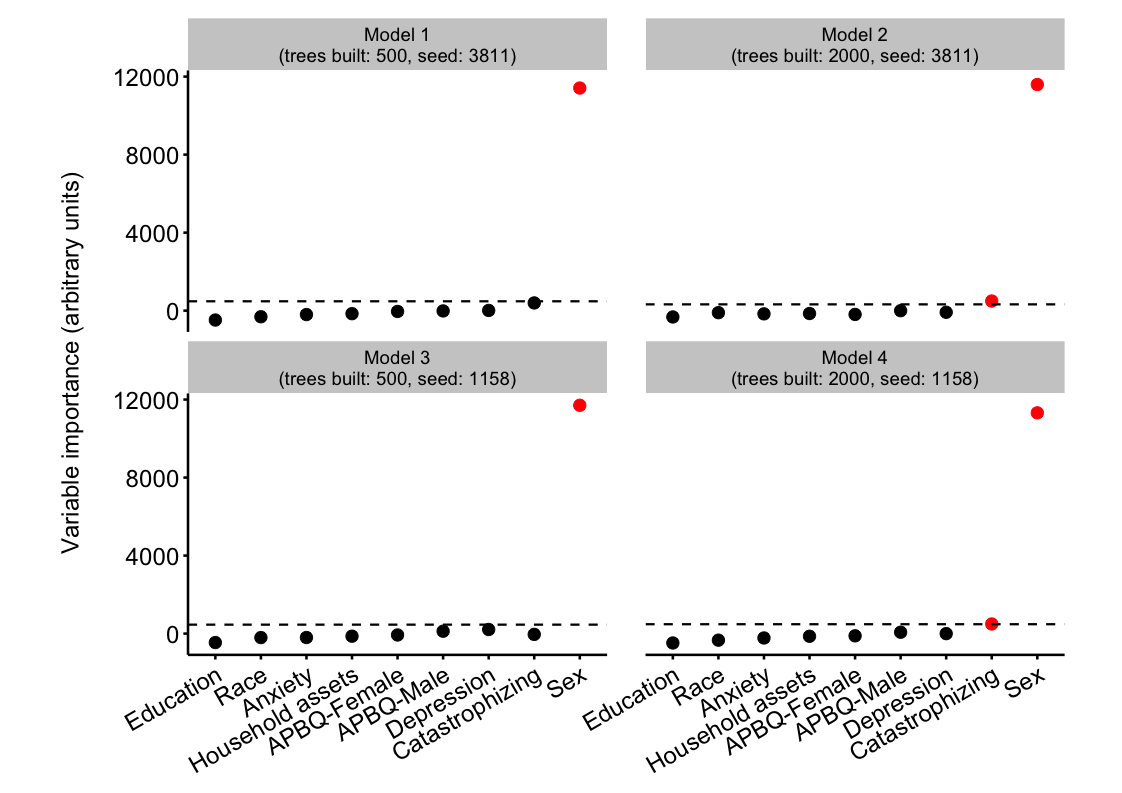 Model 1
(trees built: 500, seed: 3811)
Model 2
(trees built: 2000, seed: 3811)
12000
8000
4000
0
Model 3
(trees built: 500, seed: 1158)
Model 4
(trees built: 2000, seed: 1158)
12000
8000
4000
0
Variable importance (arbitrary units)
Education
Race
Anxiety
Household assets
APBQ-Female
APBQ-Male
Depression
Catastrophizing
Sex
Education
Race
Anxiety
Household assets
APBQ-Female
APBQ-Male
Depression
Catastrophizing
Sex